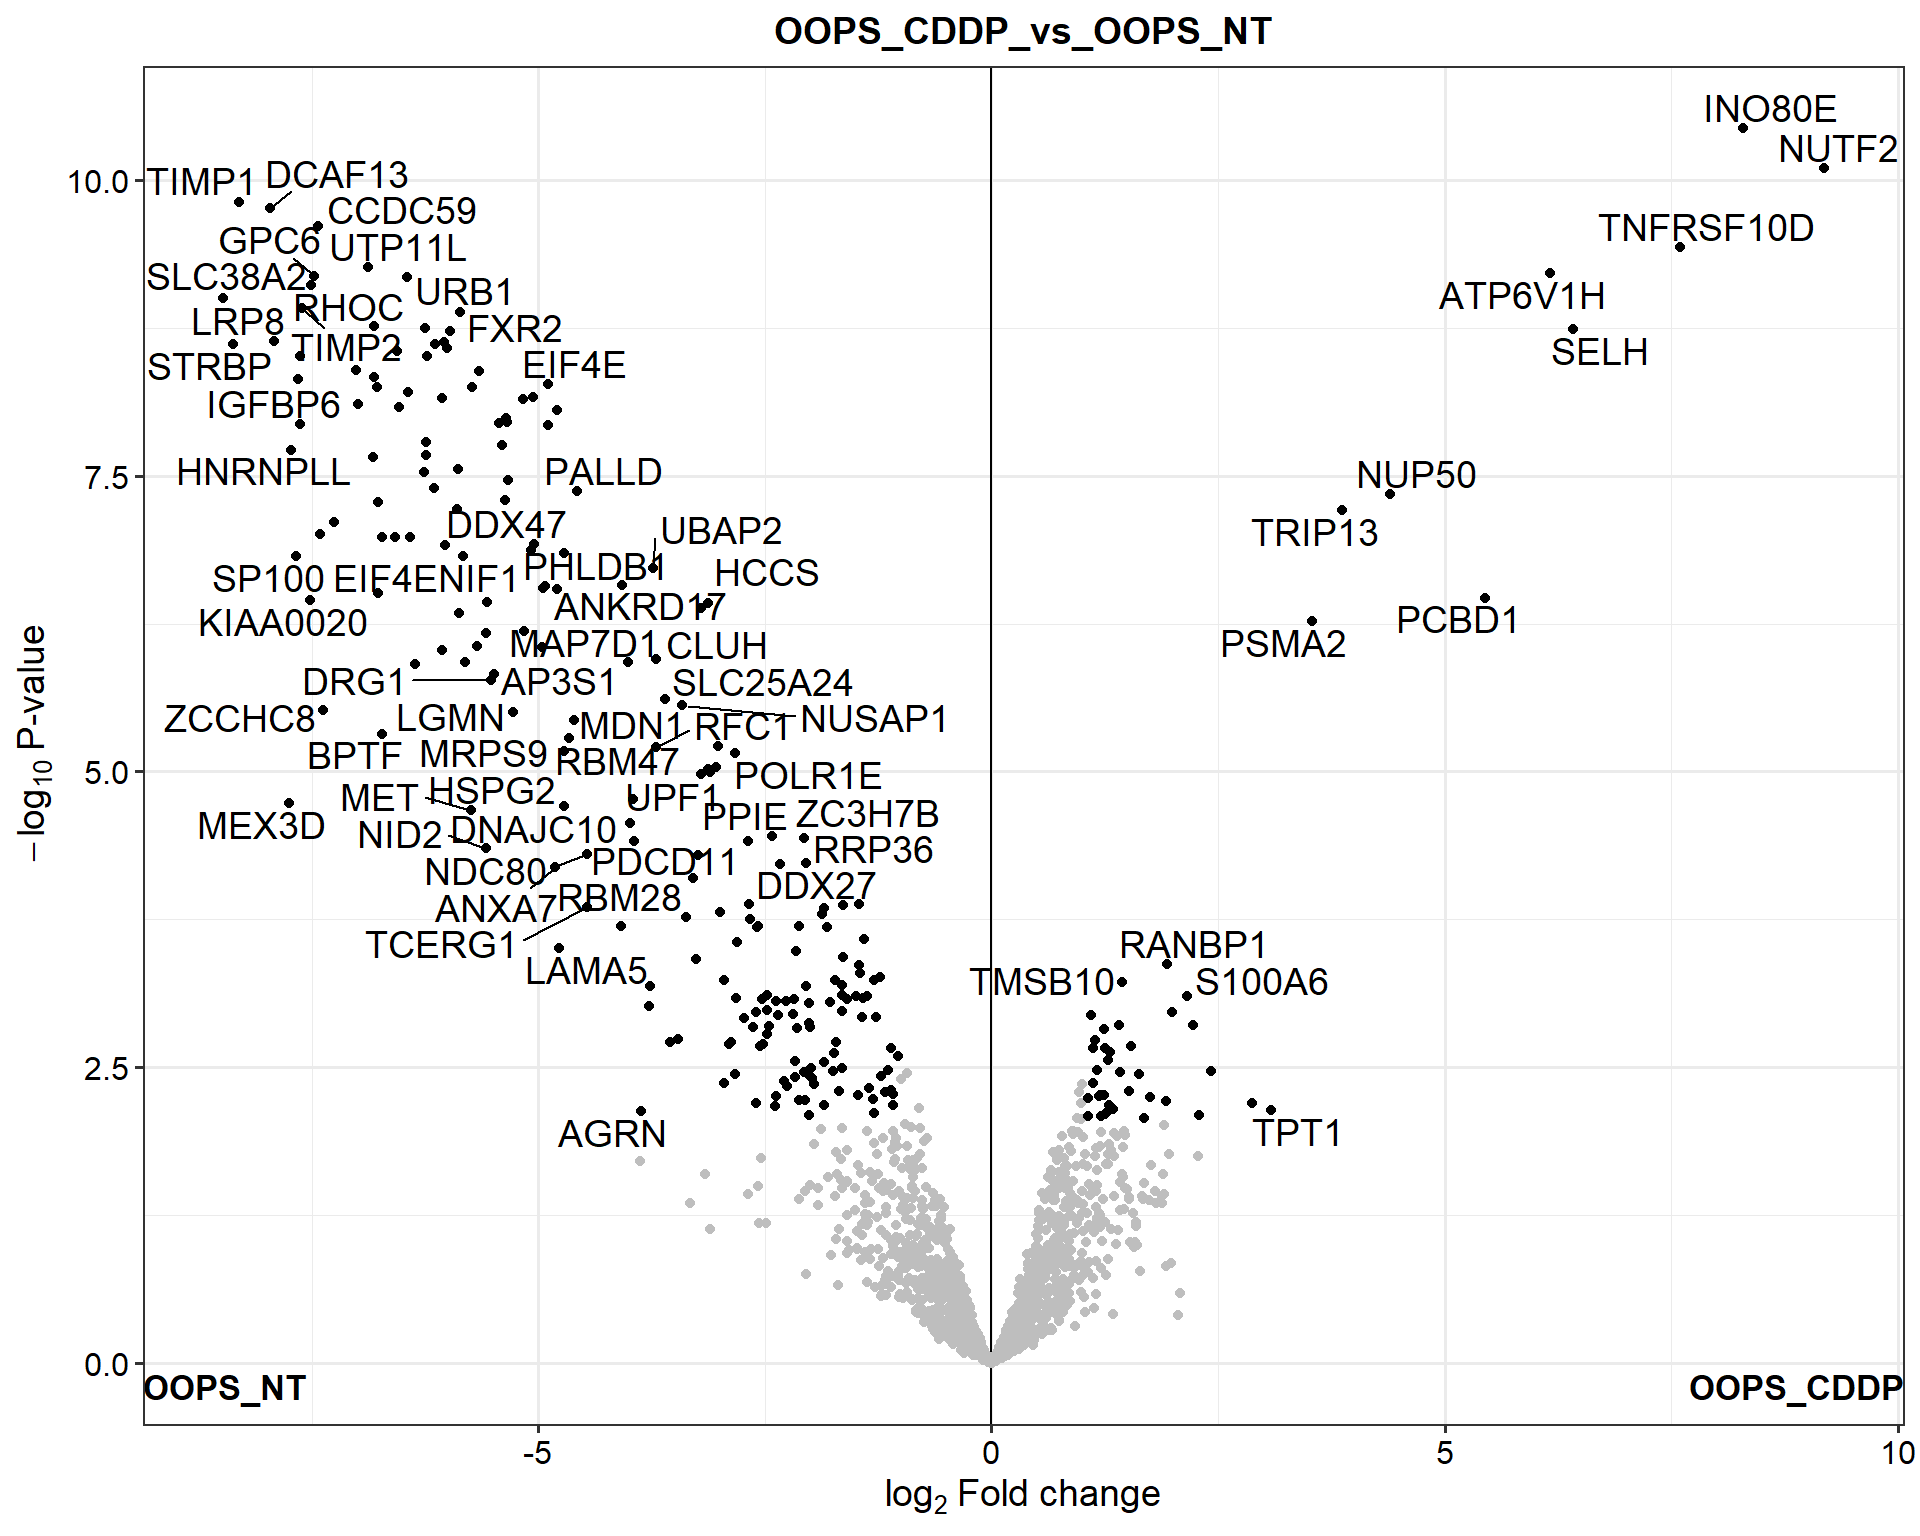 OOPS_CDDP_vs_OOPS_NT
INO80E
NUTF2
TIMP1 DCAF13
10.0
CCDC59
TNFRSF10D
GPC6 UTP11L
SLC38A2
URB1
ATP6V1H
RHOC
LRP8
FXR2
TIMP2
SELH
STRBP
EIF4E
IGFBP6
HNRNPLL
PALLD
NUP50
7.5
DDX47
UBAP2
TRIP13
PHLDB1
HCCS
SP100 EIF4ENIF1
ANKRD17
KIAA0020
PCBD1
MAP7D1 CLUH
PSMA2
DRG1 AP3S1
SLC25A24
ZCCHC8 LGMN
MDN1 RFC1 NUSAP1
BPTF MRPS9 RBM47
5.0
POLR1E
MET HSPG2 UPF1
MEX3D
PPIE ZC3H7B
NID2 DNAJC10
RRP36
NDC80 PDCD11
DDX27
ANXA7 RBM28
TCERG1
RANBP1
LAMA5
TMSB10 S100A6
2.5
AGRN
TPT1
0.0
OOPS_NT
OOPS_CDDP
-5
0
5
10
log2 Fold change
−log10 P-value